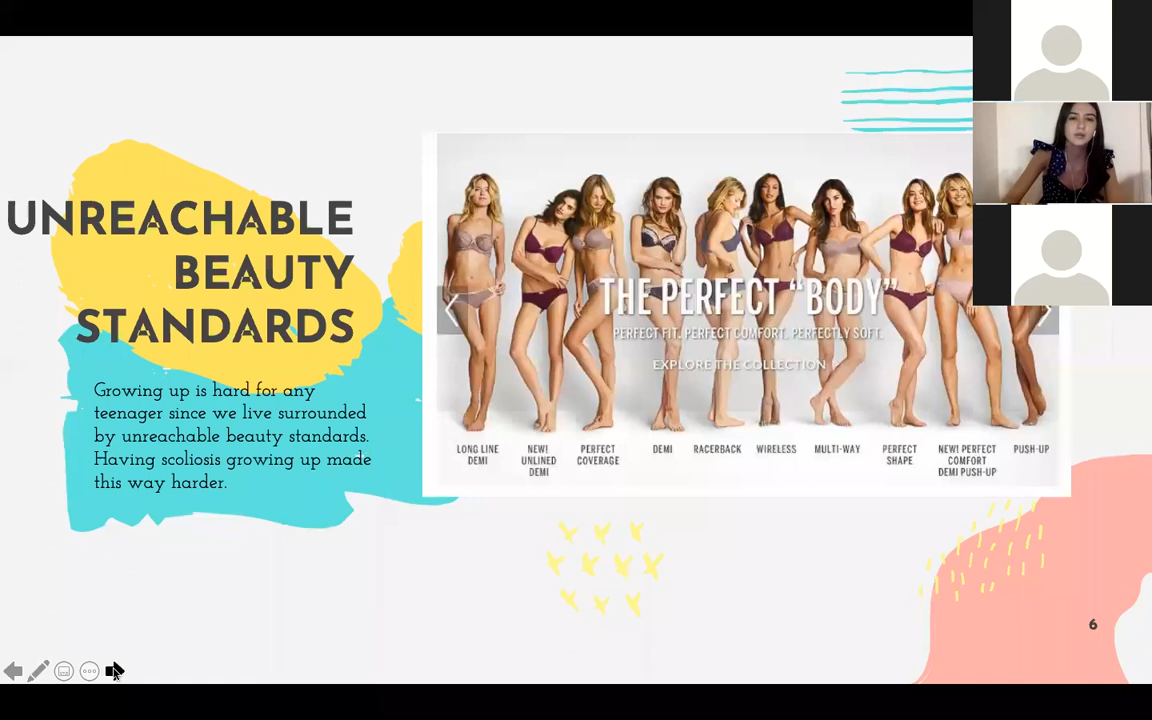 UNREACHABLE
BEAUTY
STANDARDS
Growing up is hard for any
teenager since we live surrounded
by unreachable beauty standards.
Having scoliosis growing up made
this way harder.
THE PERFECT “BODY”
PERFECT FIT. PERFECT COMFORT. PERFECTLY SOFT.
EXPLORE THE COLLECTION
LONG LINE
DEMI
NEW!
UNLINED
DEMI
PERFECT
COVERAGE
DEMI
RACERBACK
WIRELESS
MULTI-WAY
PERFECT
SHAPE
NEW! PERFECT
COMFORT
DEMI PUSH-UP
PUSH-UP
6